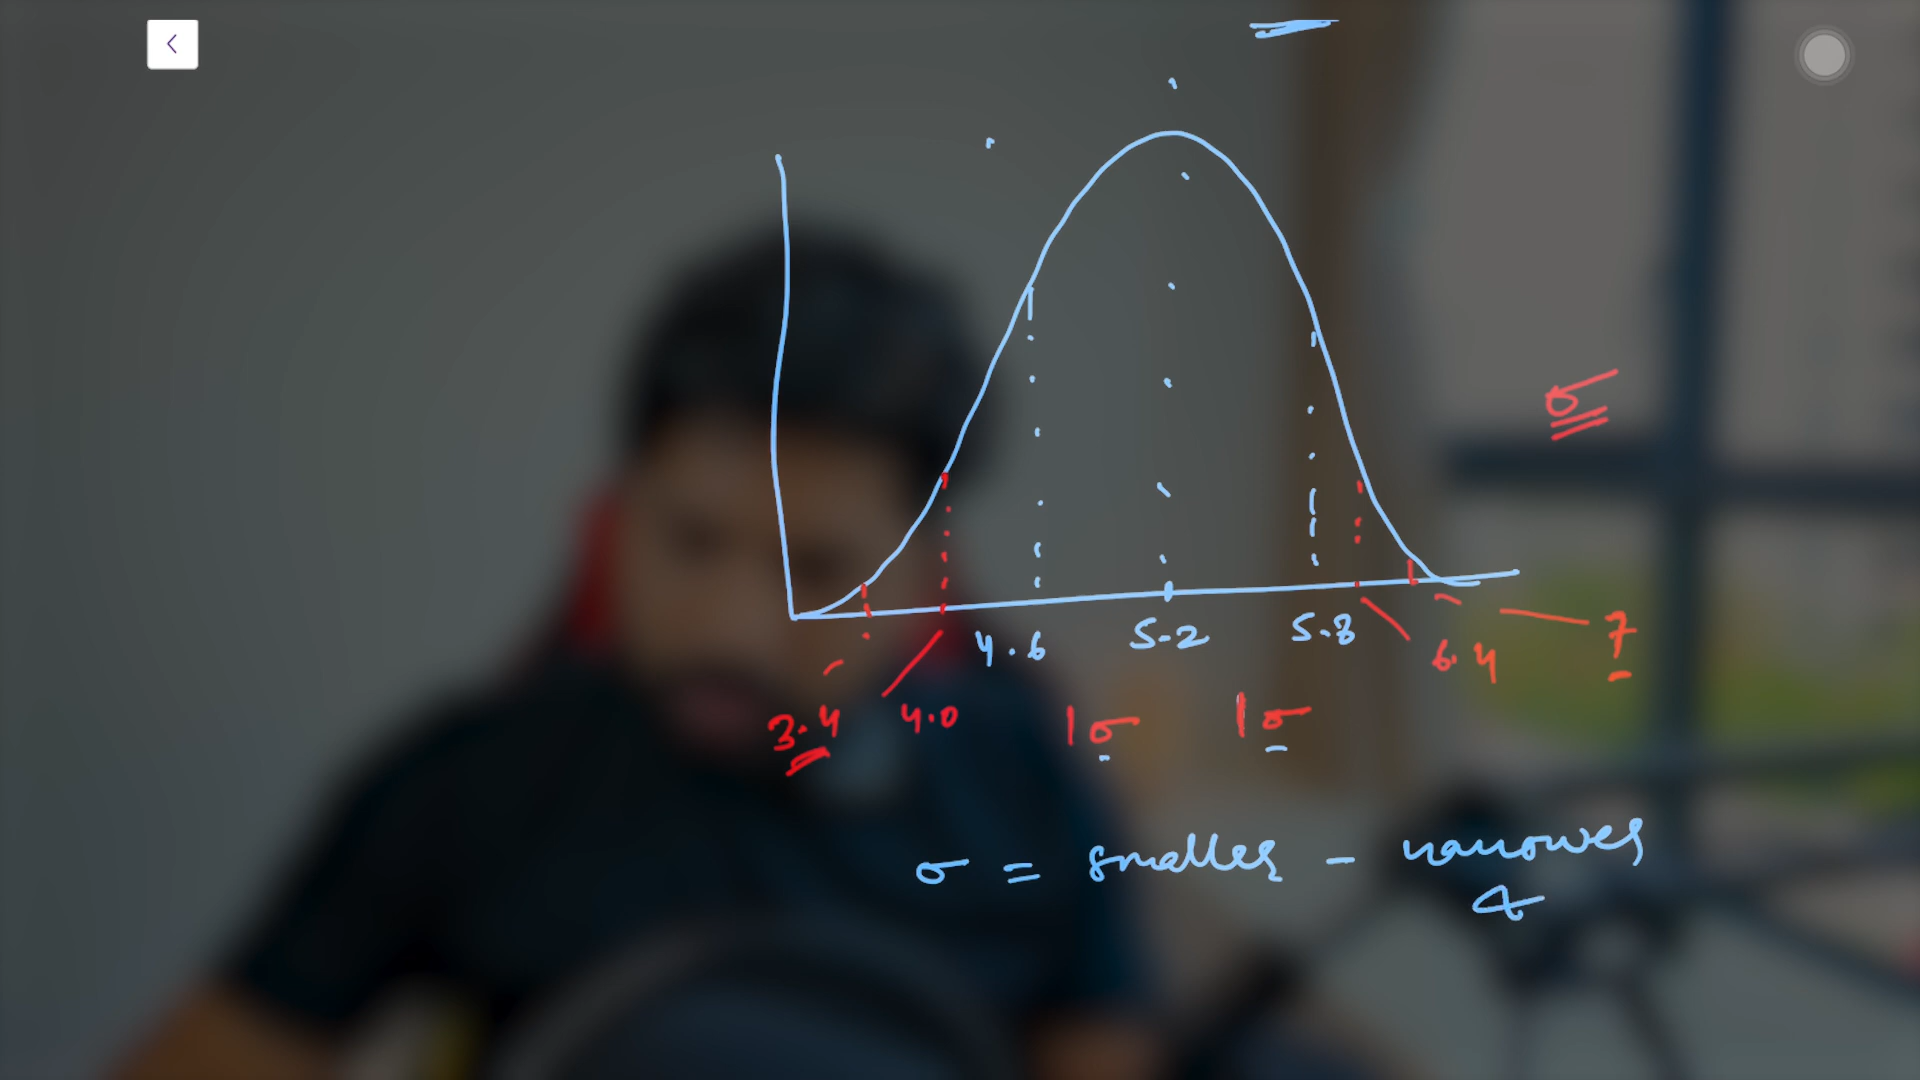 σ
4.6 5.2 5.8
6.4 7
3.4 4.0 1σ 1σ
σ = smaller - narrower